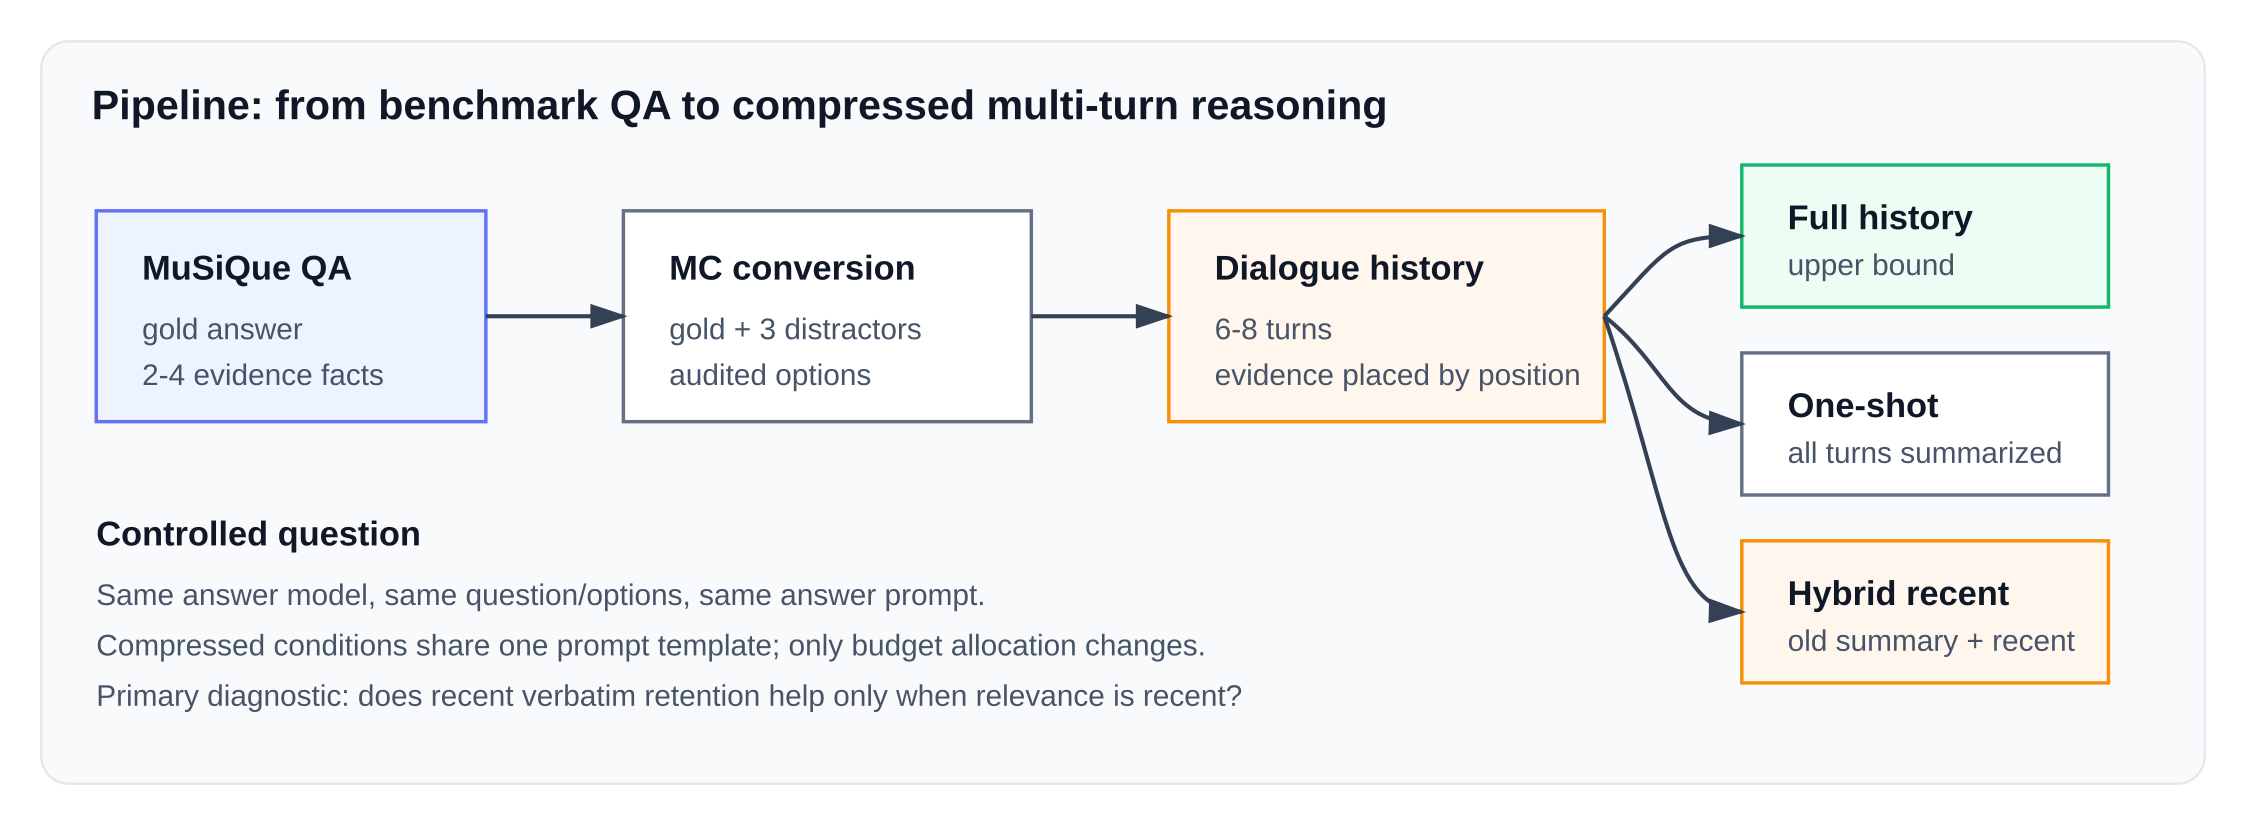 Pipeline: from benchmark QA to compressed multi-turn reasoning
MuSiQue QA
gold answer
2-4 evidence facts
MC conversion
gold + 3 distractors
audited options
Dialogue history
6-8 turns
evidence placed by position
Full history
upper bound
One-shot
all turns summarized
Hybrid recent
old summary + recent
Controlled question
Same answer model, same question/options, same answer prompt.
Compressed conditions share one prompt template; only budget allocation changes.
Primary diagnostic: does recent verbatim retention help only when relevance is recent?